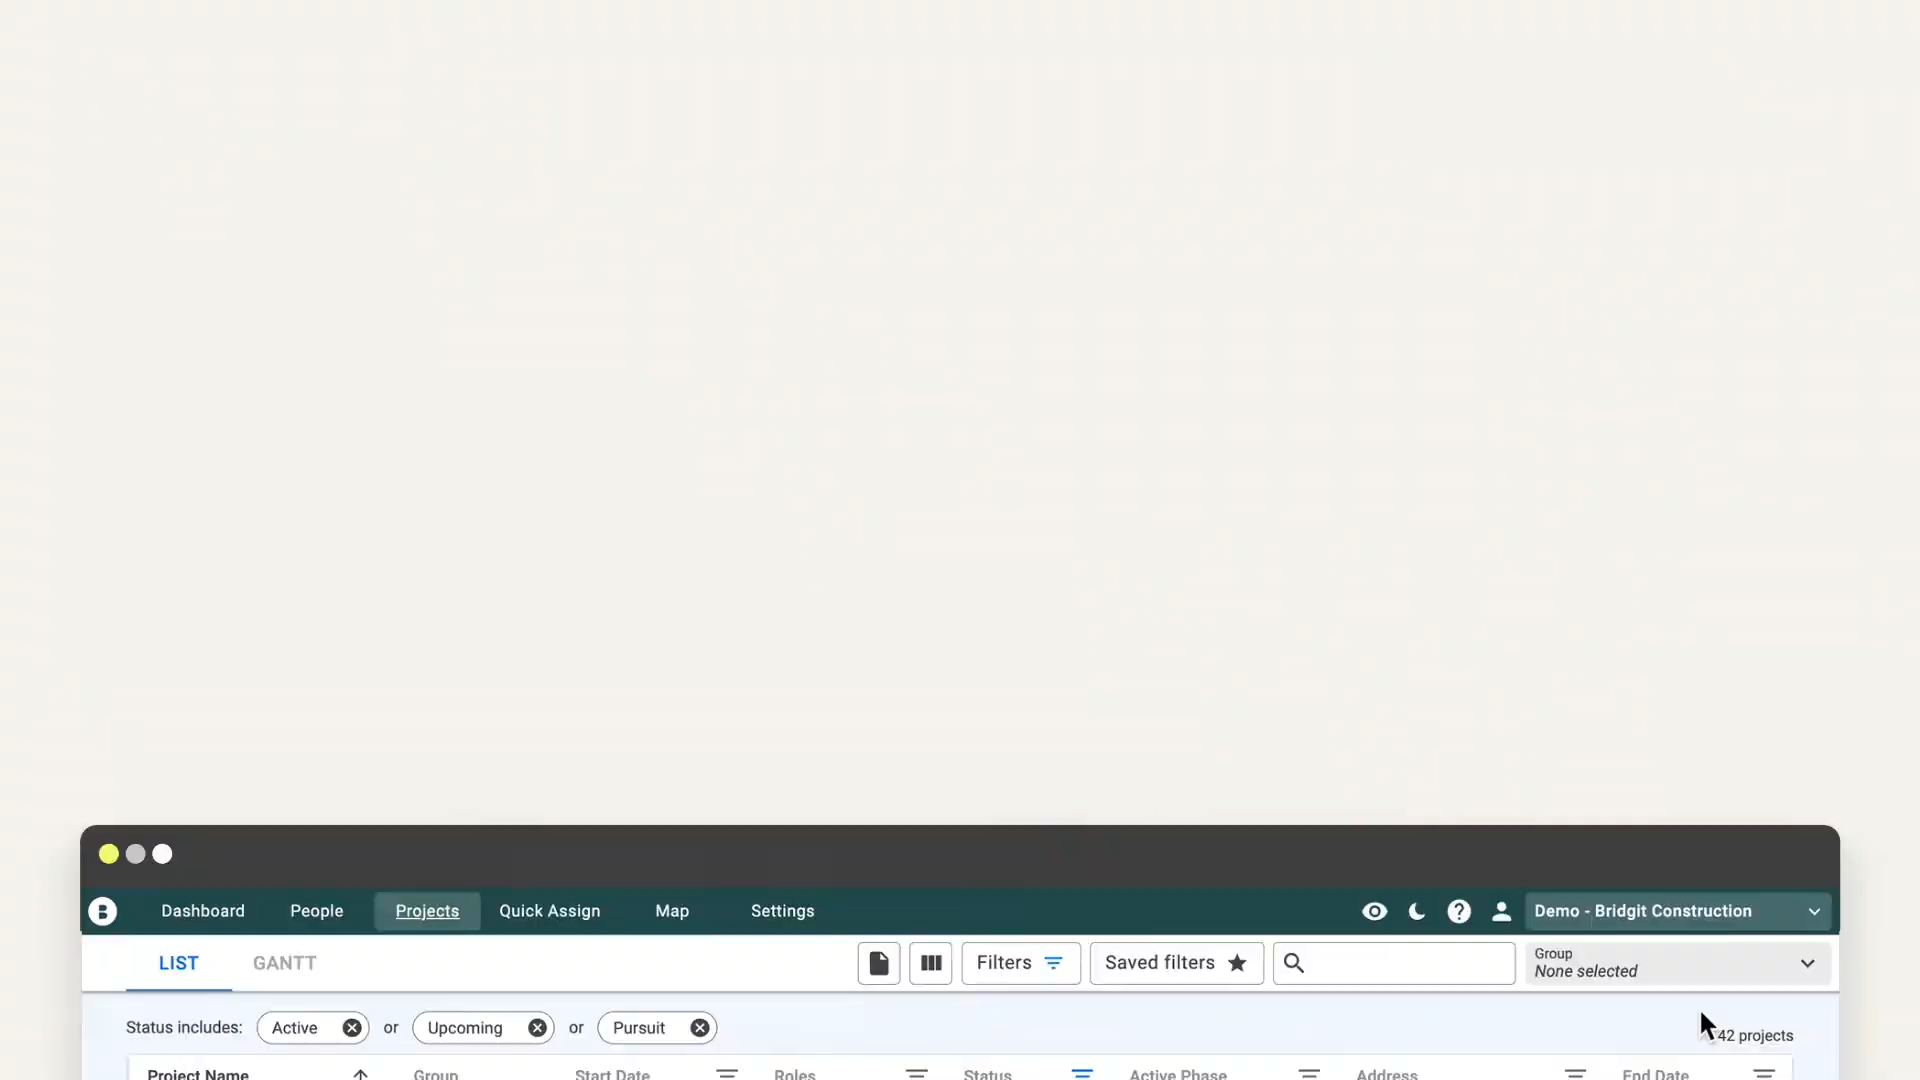 B Dashboard People Projects Quick Assign Map Settings ? Demo - Bridgit Construction
LIST GANTT Filters Saved filters Group
None selected
Status includes: Active or Upcoming or Pursuit 42 projects
Project Name Group Start Date Roles Status Active Phase Address End Date